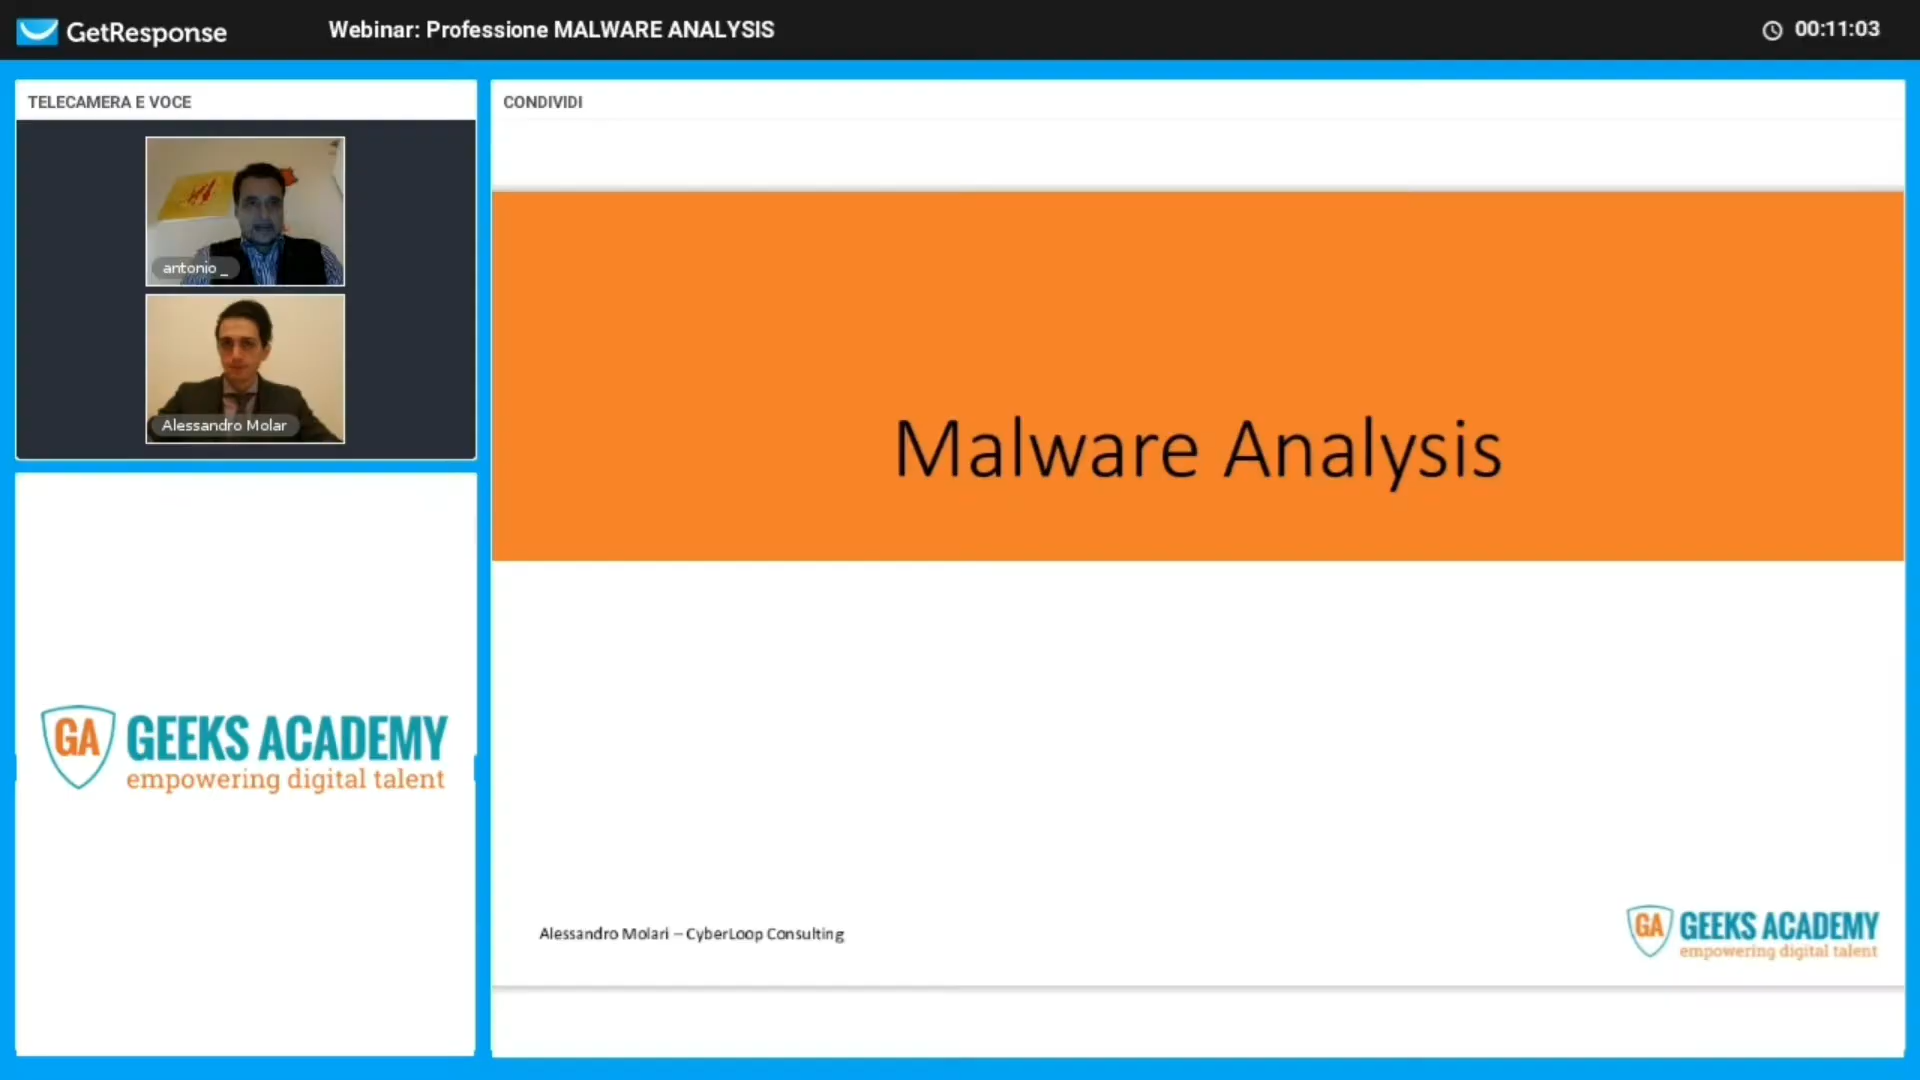 GetResponse
Webinar: Professione MALWARE ANALYSIS
00:11:03
TELECAMERA E VOCE
antonio _
Alessandro Molar
GA GEEKS ACADEMY
empowering digital talent
CONDIVIDI
Malware Analysis
Alessandro Molari – CyberLoop Consulting
GA GEEKS ACADEMY
empowering digital talent